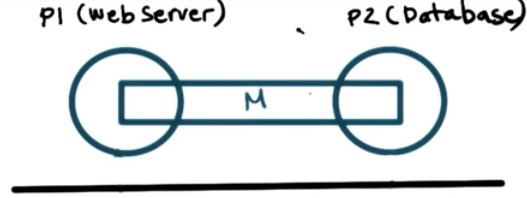 P1 (Web Server) P2 (Database)
M